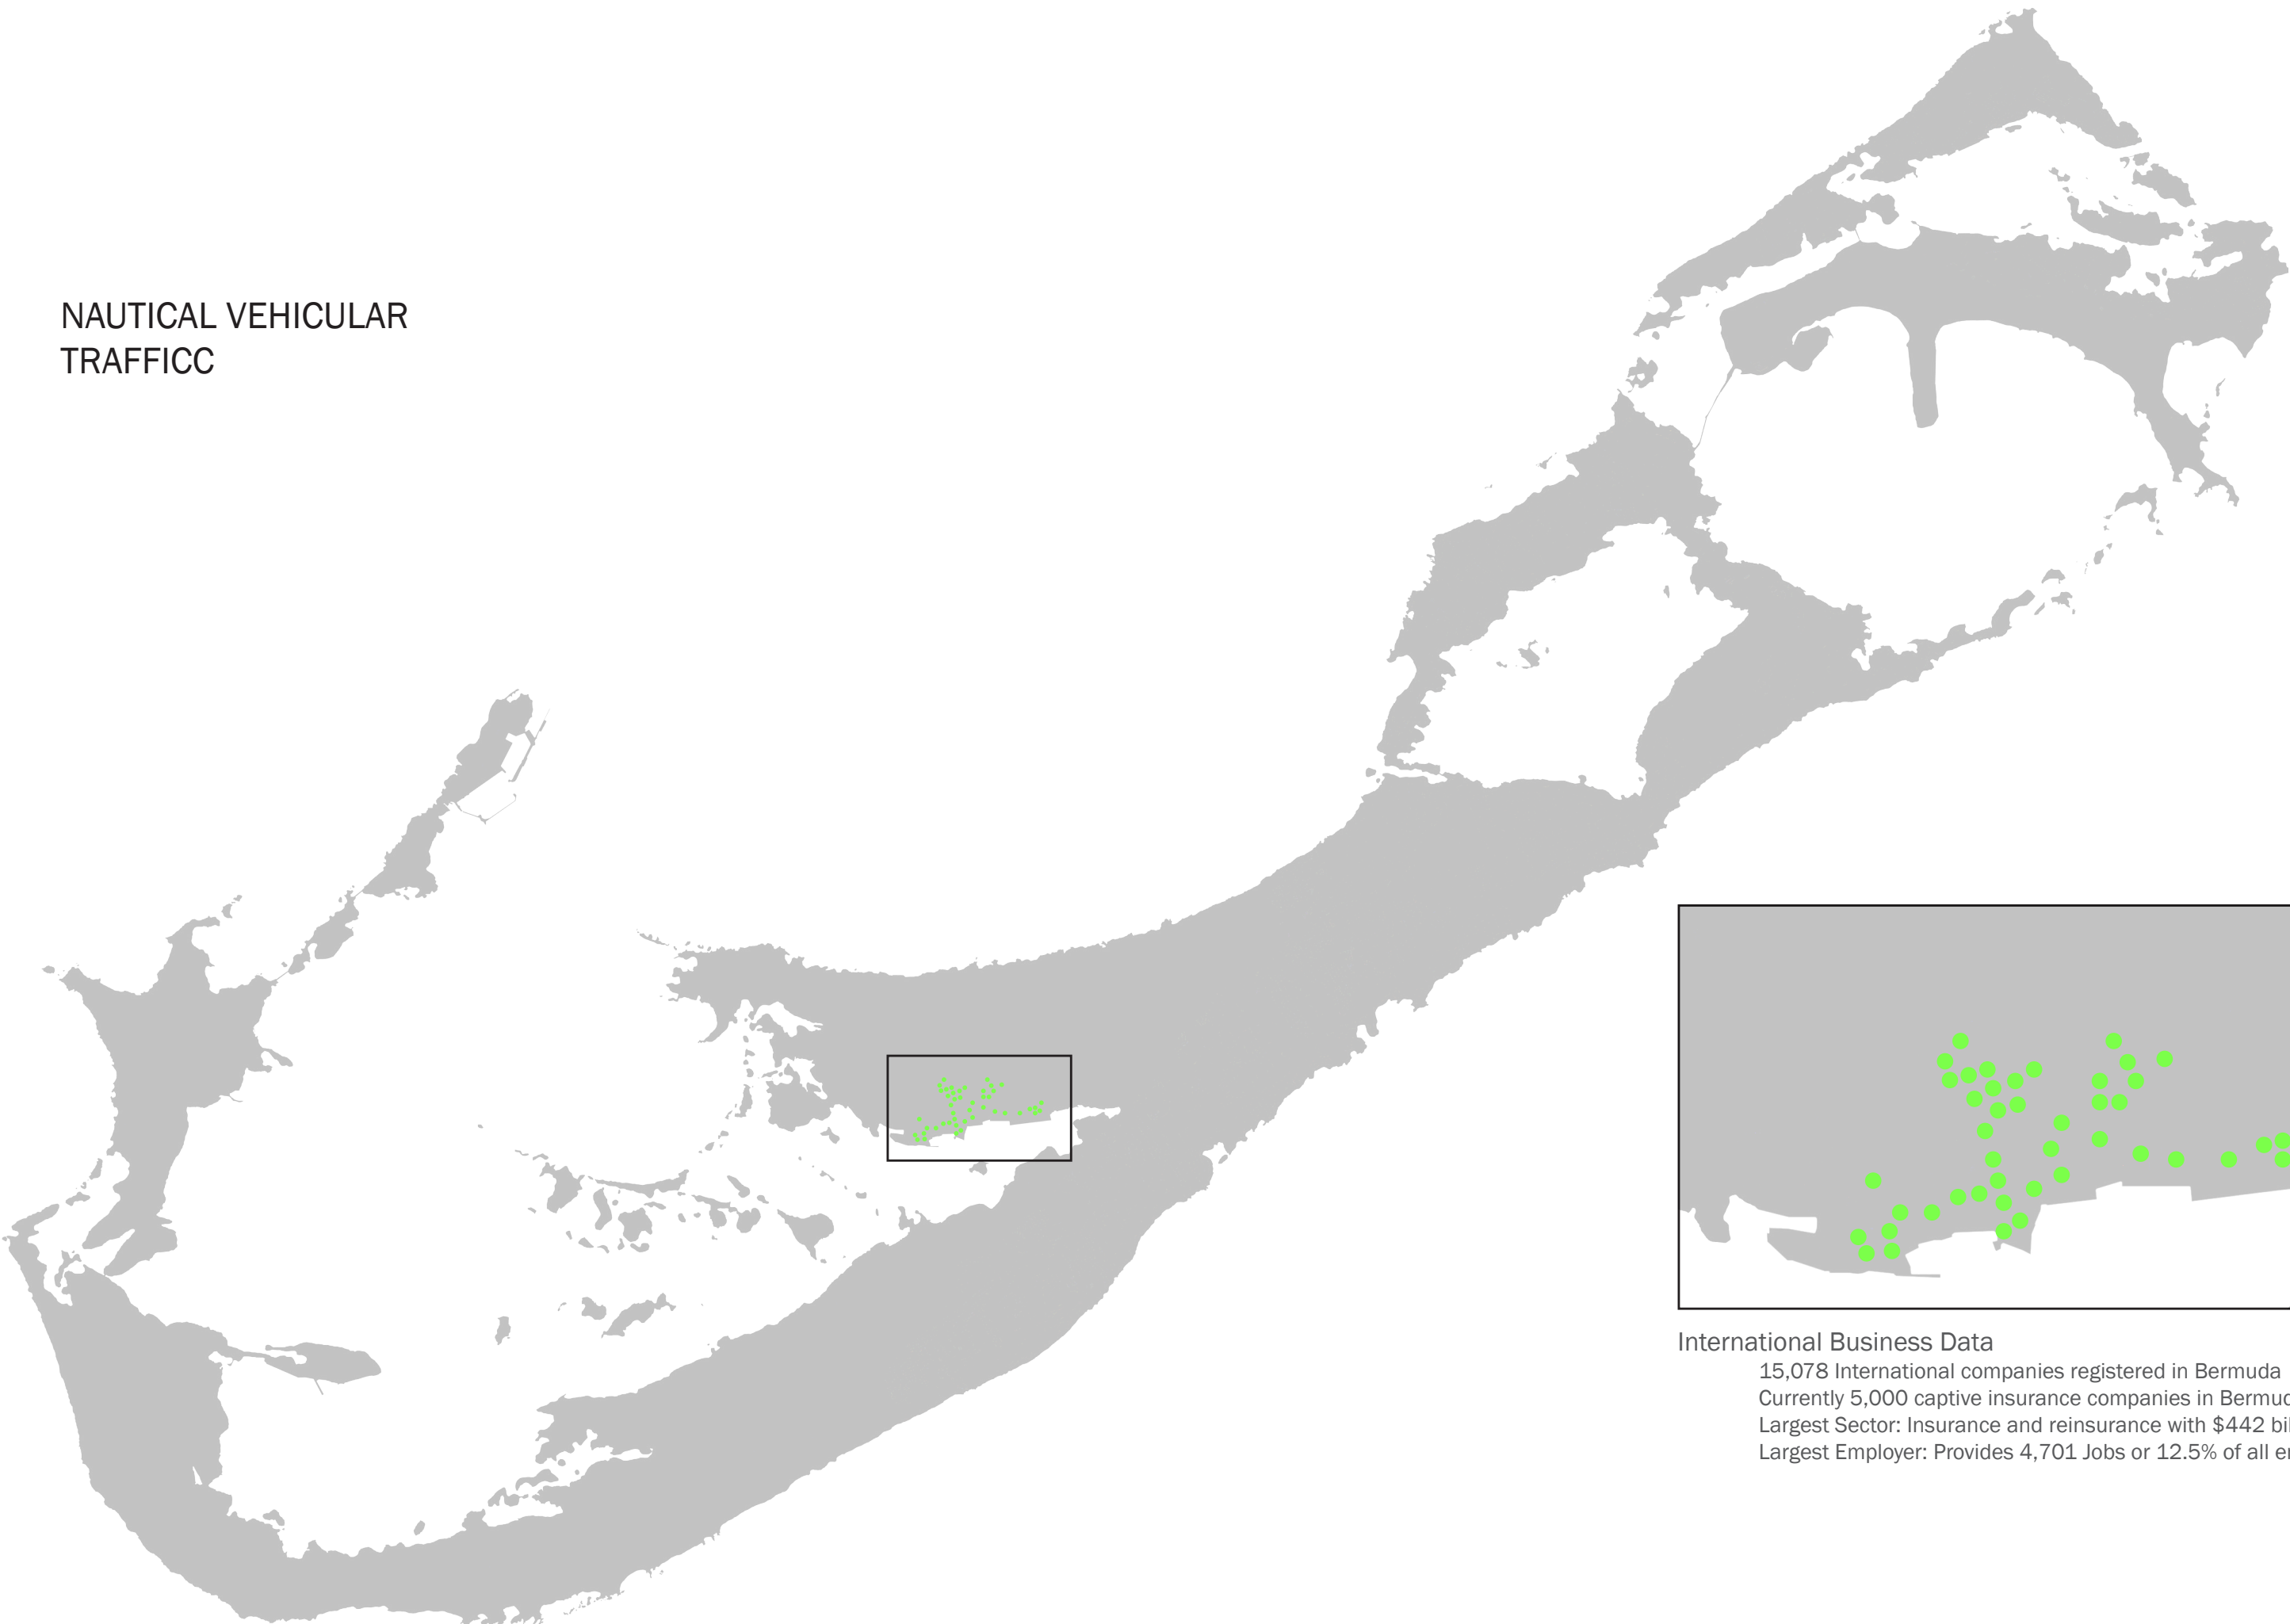 NAUTICAL VEHICULAR
TRAFFICC
International Business Data
15,078 International companies registered in Bermuda
Currently 5,000 captive insurance companies in
Largest Sector: Insurance and reinsurance with $442
Largest Employer: Provides 4,701 Jobs or 12.5% of all